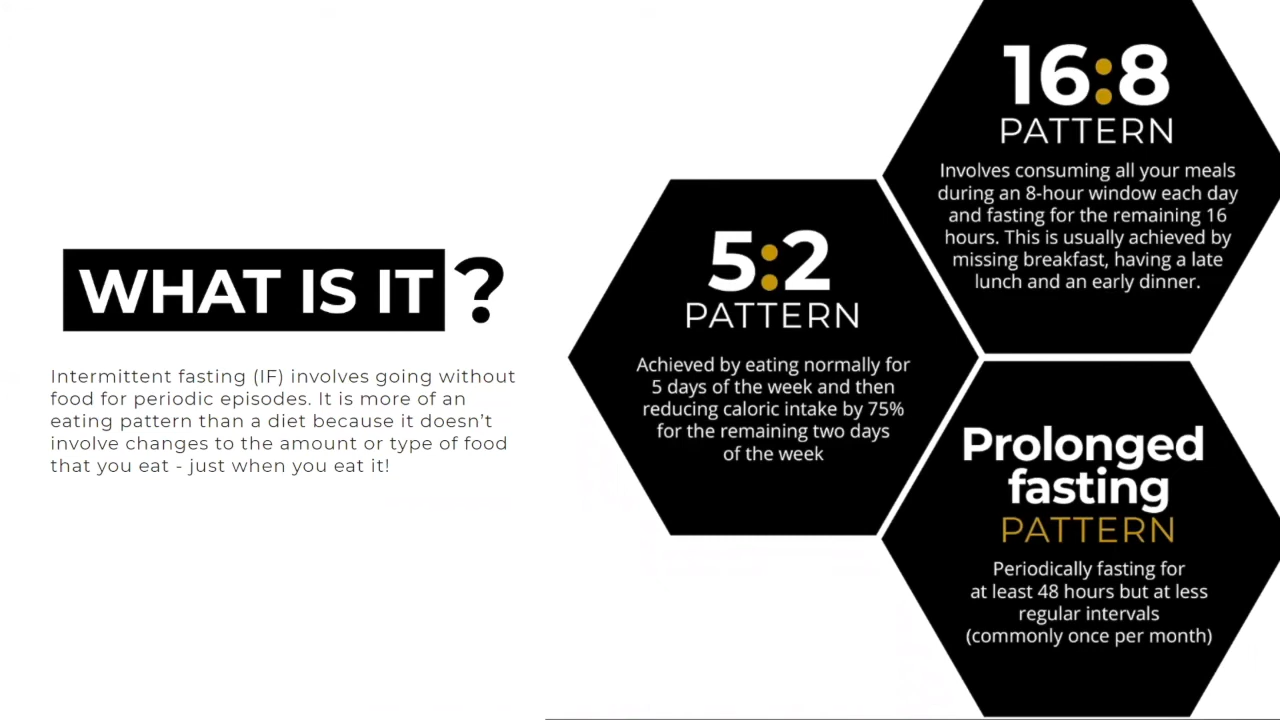 WHAT IS IT?
Intermittent fasting (IF) involves going without
food for periodic episodes. It is more of an
eating pattern than a diet because it doesn't
involve changes to the amount or type of food
that you eat - just when you eat it!
5:2
PATTERN
Achieved by eating normally for
5 days of the week and then
reducing caloric intake by 75%
for the remaining two days
of the week
16:8
PATTERN
Involves consuming all your meals
during an 8-hour window each day
and fasting for the remaining 16
hours. This is usually achieved by
missing breakfast, having a late
lunch and an early dinner.
Prolonged
fasting
PATTERN
Periodically fasting for
at least 48 hours but at less
regular intervals
(commonly once per month)